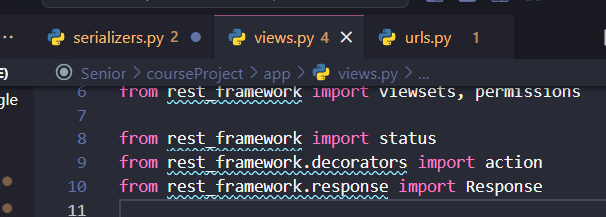 serializers.py 2 views.py 4 urls.py 1
E) Senior > courseProject > app > views.py > ...
gle 6 from rest_framework import viewsets, permissions
7
8 from rest_framework import status
9 from rest_framework.decorators import action
10 from rest_framework.response import Response
11